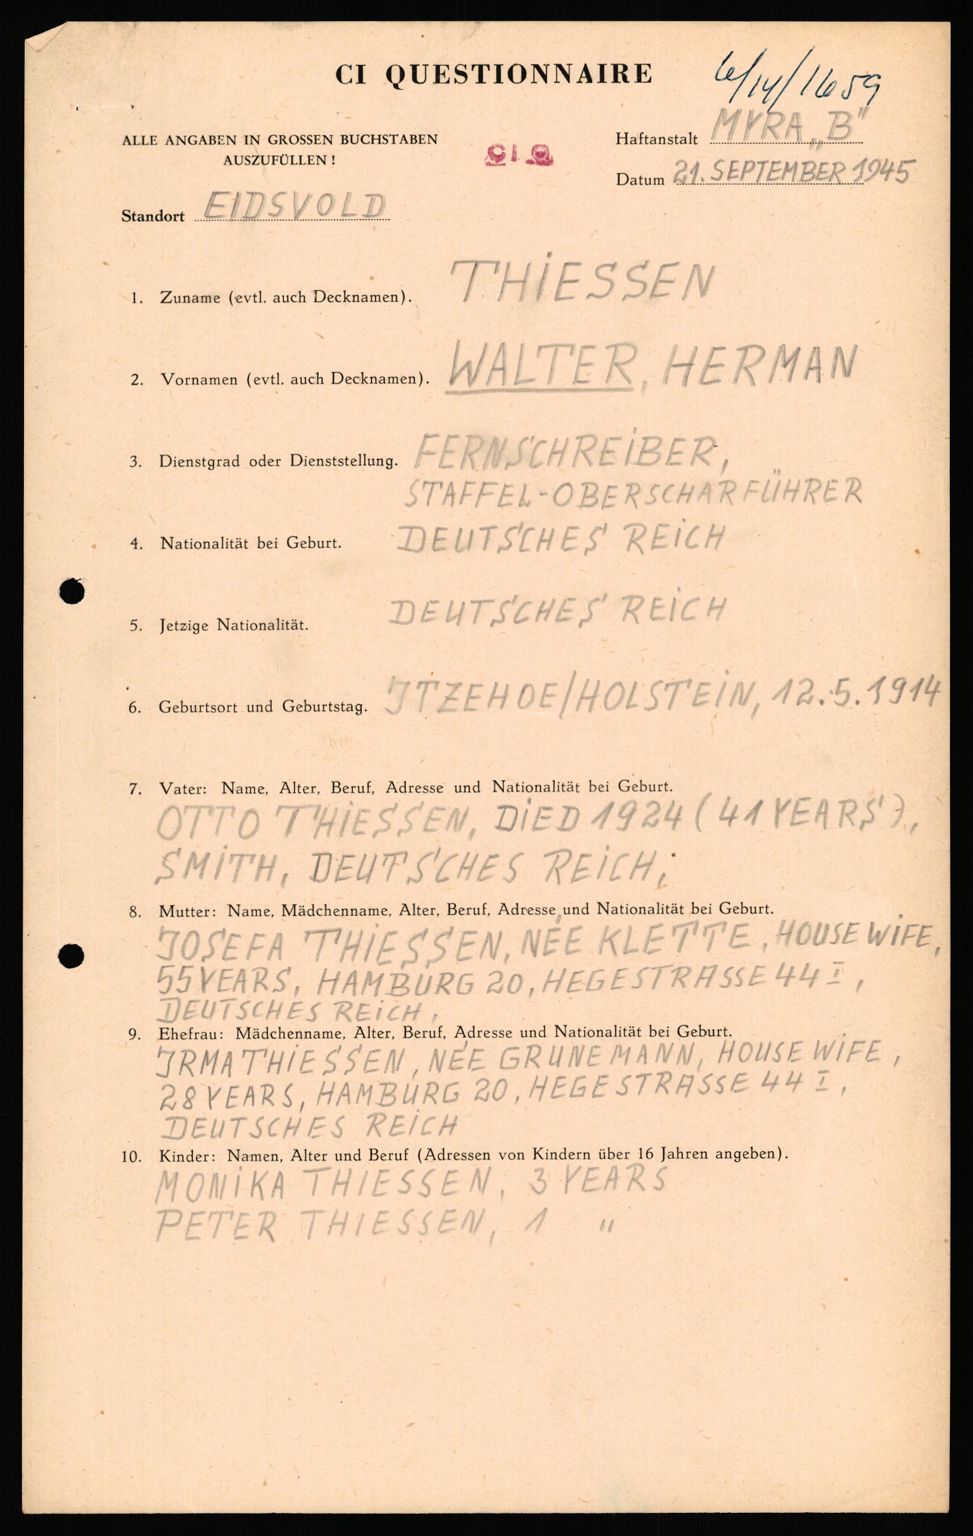 CI QUESTIONNAIRE
6/14/1659
ALLE ANGABEN IN GROSSEN BUCHSTABEN
AUSZUFÜLLEN !
Haftanstalt MYRA „B"
Datum 21. SEPTEMBER 1945
Standort EIDSVOLD
1. Zuname (evtl. auch Decknamen). THIESSEN
2. Vornamen (evtl. auch Decknamen). WALTER, HERMAN
3. Dienstgrad oder Dienststellung. FERNSCHREIBER,
STAFFEL-OBERSCHARFÜHRER
4. Nationalität bei Geburt. DEUTSCHES REICH
5. Jetzige Nationalität. DEUTSCHES REICH
6. Geburtsort und Geburtstag. ITZEHOE/HOLSTEIN, 12.5.1914
7. Vater: Name, Alter, Beruf, Adresse und Nationalität bei Geburt.
OTTO THIESSEN, DIED 1924 (41 YEARS),
SMITH, DEUTSCHES REICH;
8. Mutter: Name, Mädchenname, Alter, Beruf, Adresse und Nationalität bei Geburt.
JOSEFA THIESSEN, NÉE KLETTE, HOUSEWIFE,
55 YEARS, HAMBURG 20, HEGESTRASSE 44 I,
DEUTSCHES REICH,
9. Ehefrau: Mädchenname, Alter, Beruf, Adresse und Nationalität bei Geburt.
IRMA THIESSEN, NÉE GRUNEMANN, HOUSEWIFE,
28 YEARS, HAMBURG 20, HEGESTRASSE 44 I,
DEUTSCHES REICH
10. Kinder: Namen, Alter und Beruf (Adressen von Kindern über 16 Jahren angeben).
MONIKA THIESSEN, 3 YEARS
PETER THIESSEN, 1 "